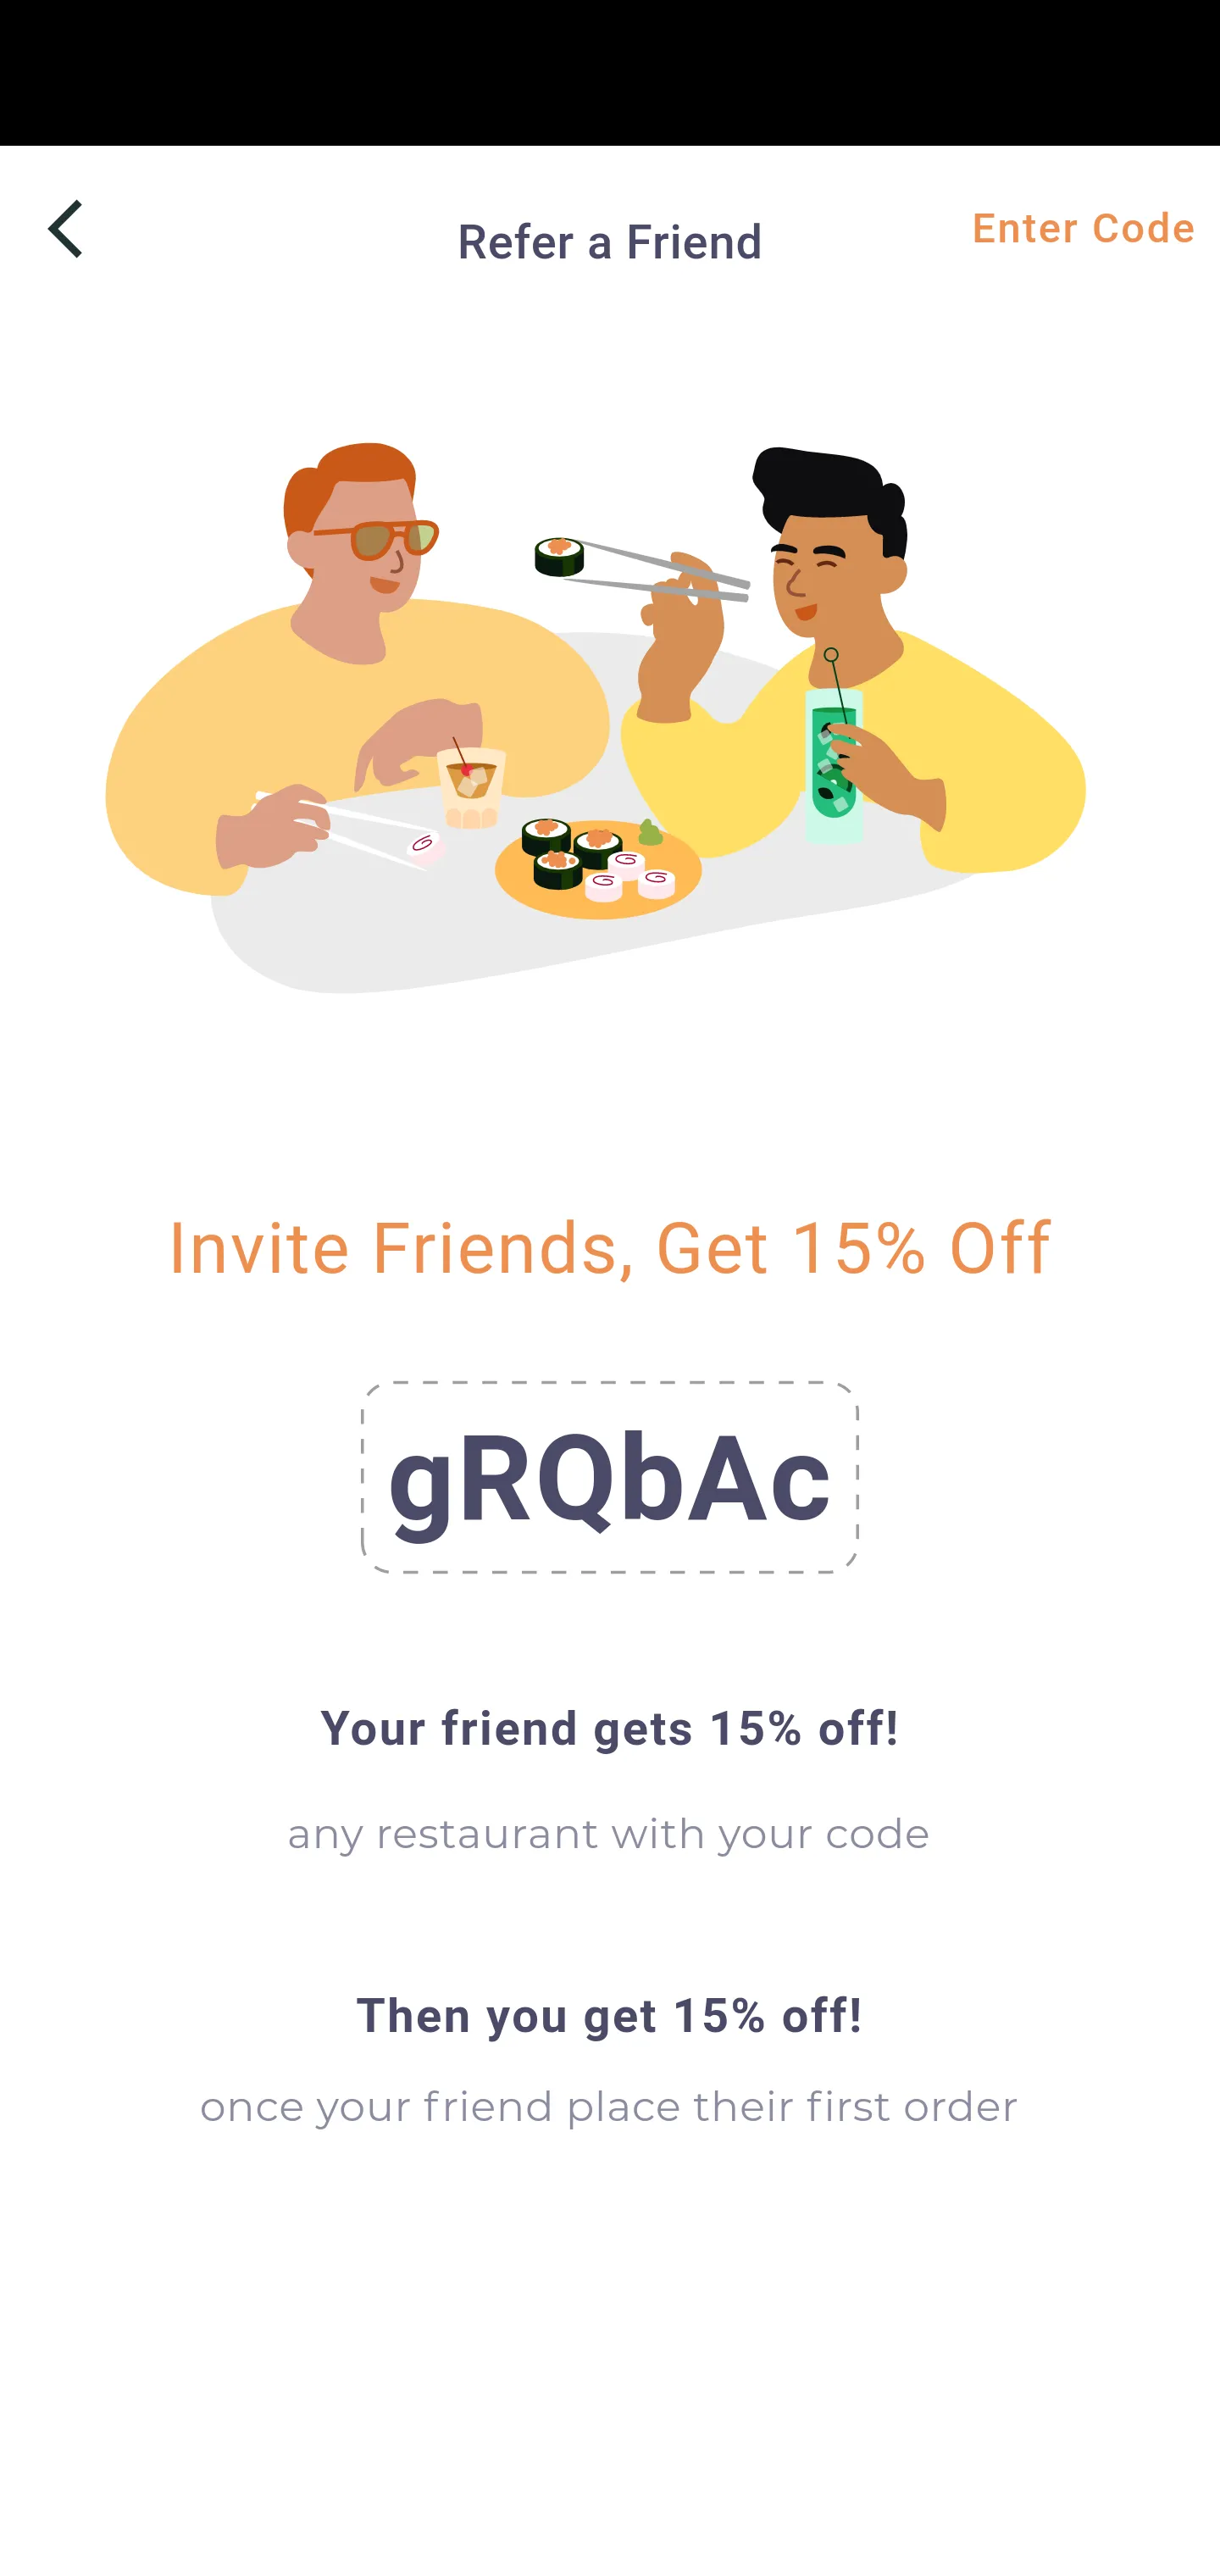 Refer a Friend
Enter Code
Invite Friends, Get 15% Off
gRQbAc
Your friend gets 15% off!
any restaurant with your code
Then you get 15% off!
once your friend place their first order